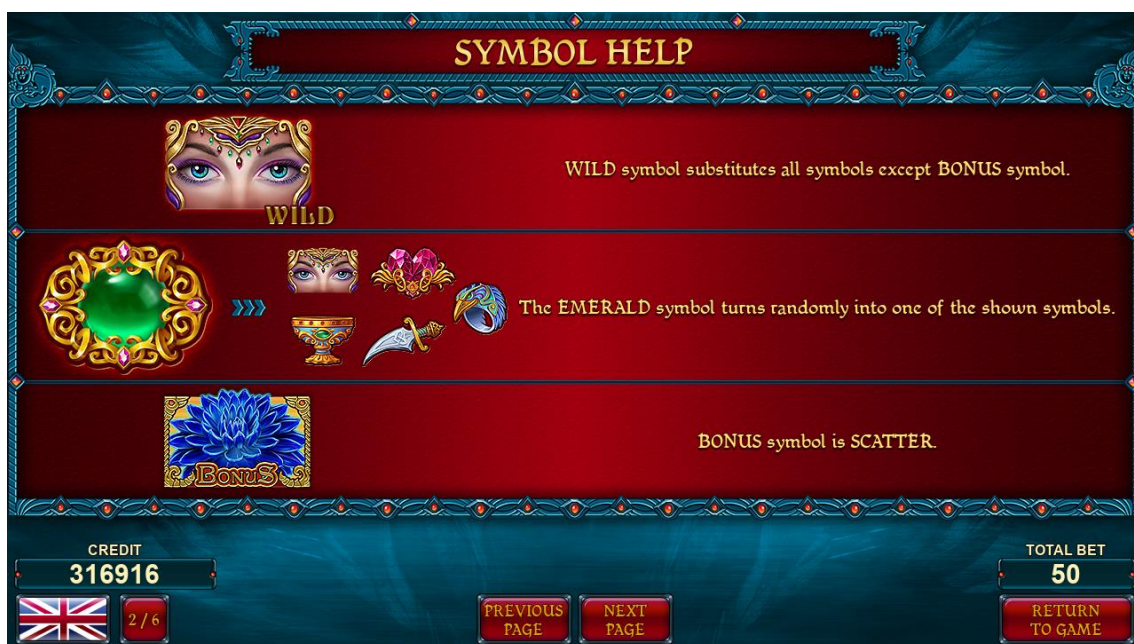 SYMBOL HELP
WILD
WILD symbol substitutes all symbols except BONUS symbol.
The EMERALD symbol turns randomly into one of the shown symbols.
BONUS
BONUS symbol is SCATTER.
CREDIT
316916
TOTAL BET
50
2/6
PREVIOUS
PAGE
NEXT
PAGE
RETURN
TO GAME